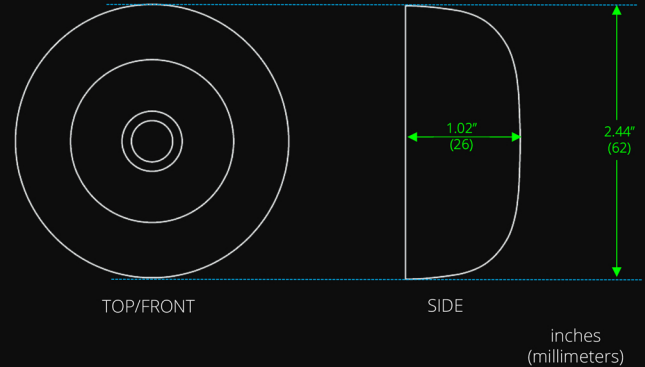 1.02”
(26)
2.44”
(62)
TOP/FRONT
SIDE
inches
(millimeters)